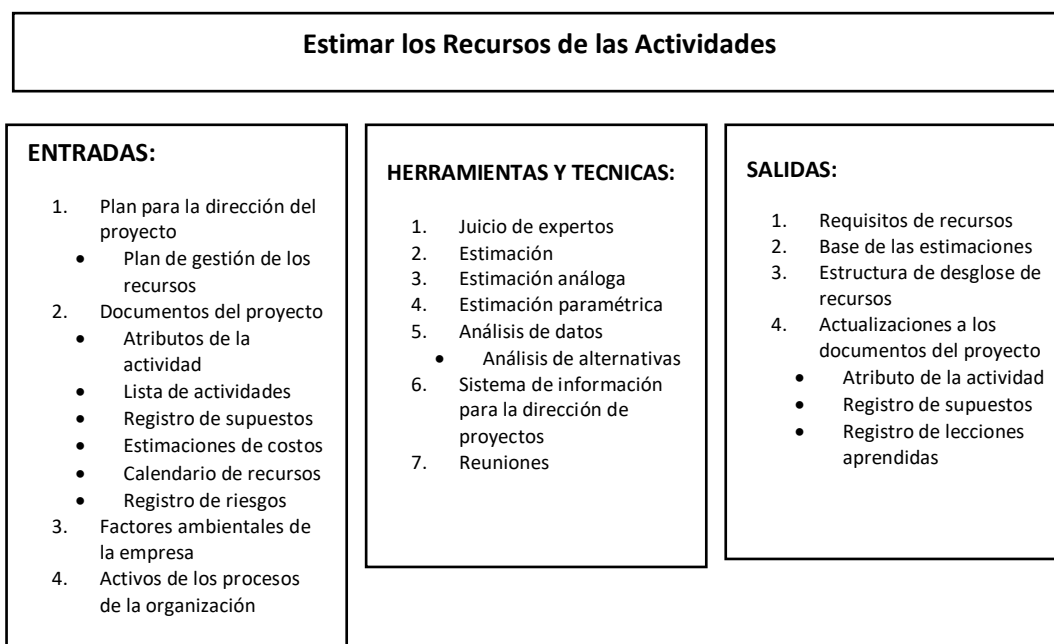 Estimar los Recursos de las Actividades
ENTRADAS:
1. Plan para la dirección del
proyecto
• Plan de gestión de los
recursos
2. Documentos del proyecto
• Atributos de la
actividad
• Lista de actividades
• Registro de supuestos
• Estimaciones de costos
• Calendario de recursos
• Registro de riesgos
3. Factores ambientales de
la empresa
4. Activos de los procesos
de la organización
HERRAMIENTAS Y TECNICAS:
1. Juicio de expertos
2. Estimación
3. Estimación análoga
4. Estimación paramétrica
5. Análisis de datos
• Análisis de alternativas
6. Sistema de información
para la dirección de
proyectos
7. Reuniones
SALIDAS:
1. Requisitos de recursos
2. Base de las estimaciones
3. Estructura de desglose de
recursos
4. Actualizaciones a los
documentos del proyecto
• Atributo de la actividad
• Registro de supuestos
• Registro de lecciones
aprendidas